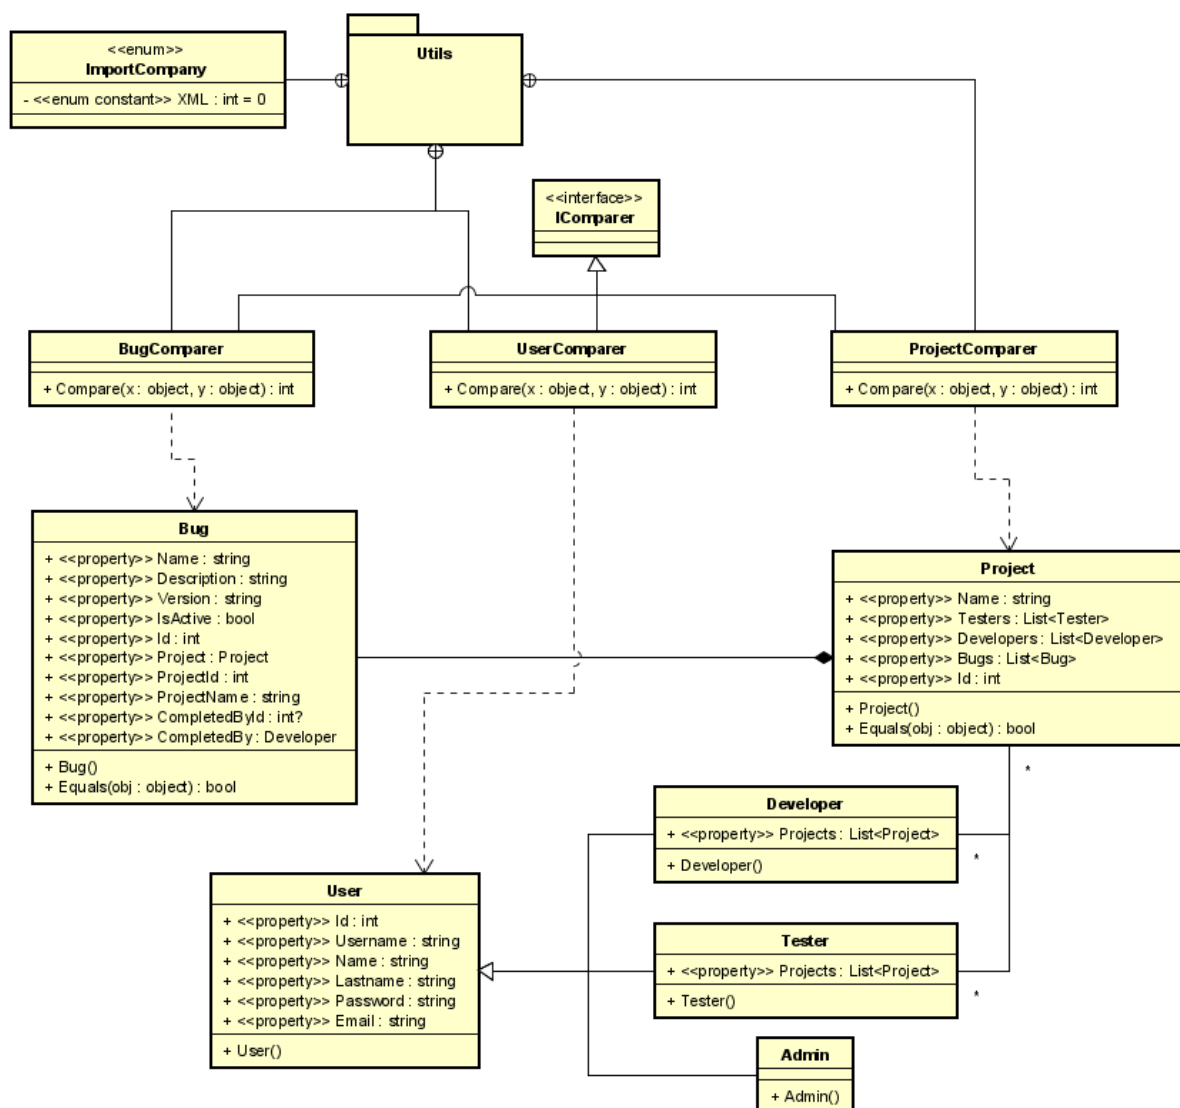 <<enum>>
ImportCompany
- <<enum constant>> XML : int = 0
Utils
<<interface>>
IComparer
BugComparer
+ Compare(x : object, y : object) : int
UserComparer
+ Compare(x : object, y : object) : int
ProjectComparer
+ Compare(x : object, y : object) : int
Bug
+ <<property>> Name : string
+ <<property>> Description : string
+ <<property>> Version : string
+ <<property>> IsActive : bool
+ <<property>> Id : int
+ <<property>> Project : Project
+ <<property>> ProjectId : int
+ <<property>> ProjectName : string
+ <<property>> CompletedById : int?
+ <<property>> CompletedBy : Developer
+ Bug()
+ Equals(obj : object) : bool
Project
+ <<property>> Name : string
+ <<property>> Testers : List<Tester>
+ <<property>> Developers : List<Developer>
+ <<property>> Bugs : List<Bug>
+ <<property>> Id : int
+ Project()
+ Equals(obj : object) : bool
*
Developer
+ <<property>> Projects : List<Project>
+ Developer()
*
User
+ <<property>> Id : int
+ <<property>> Username : string
+ <<property>> Name : string
+ <<property>> Lastname : string
+ <<property>> Password : string
+ <<property>> Email : string
+ User()
Tester
+ <<property>> Projects : List<Project>
+ Tester()
*
Admin
+ Admin()